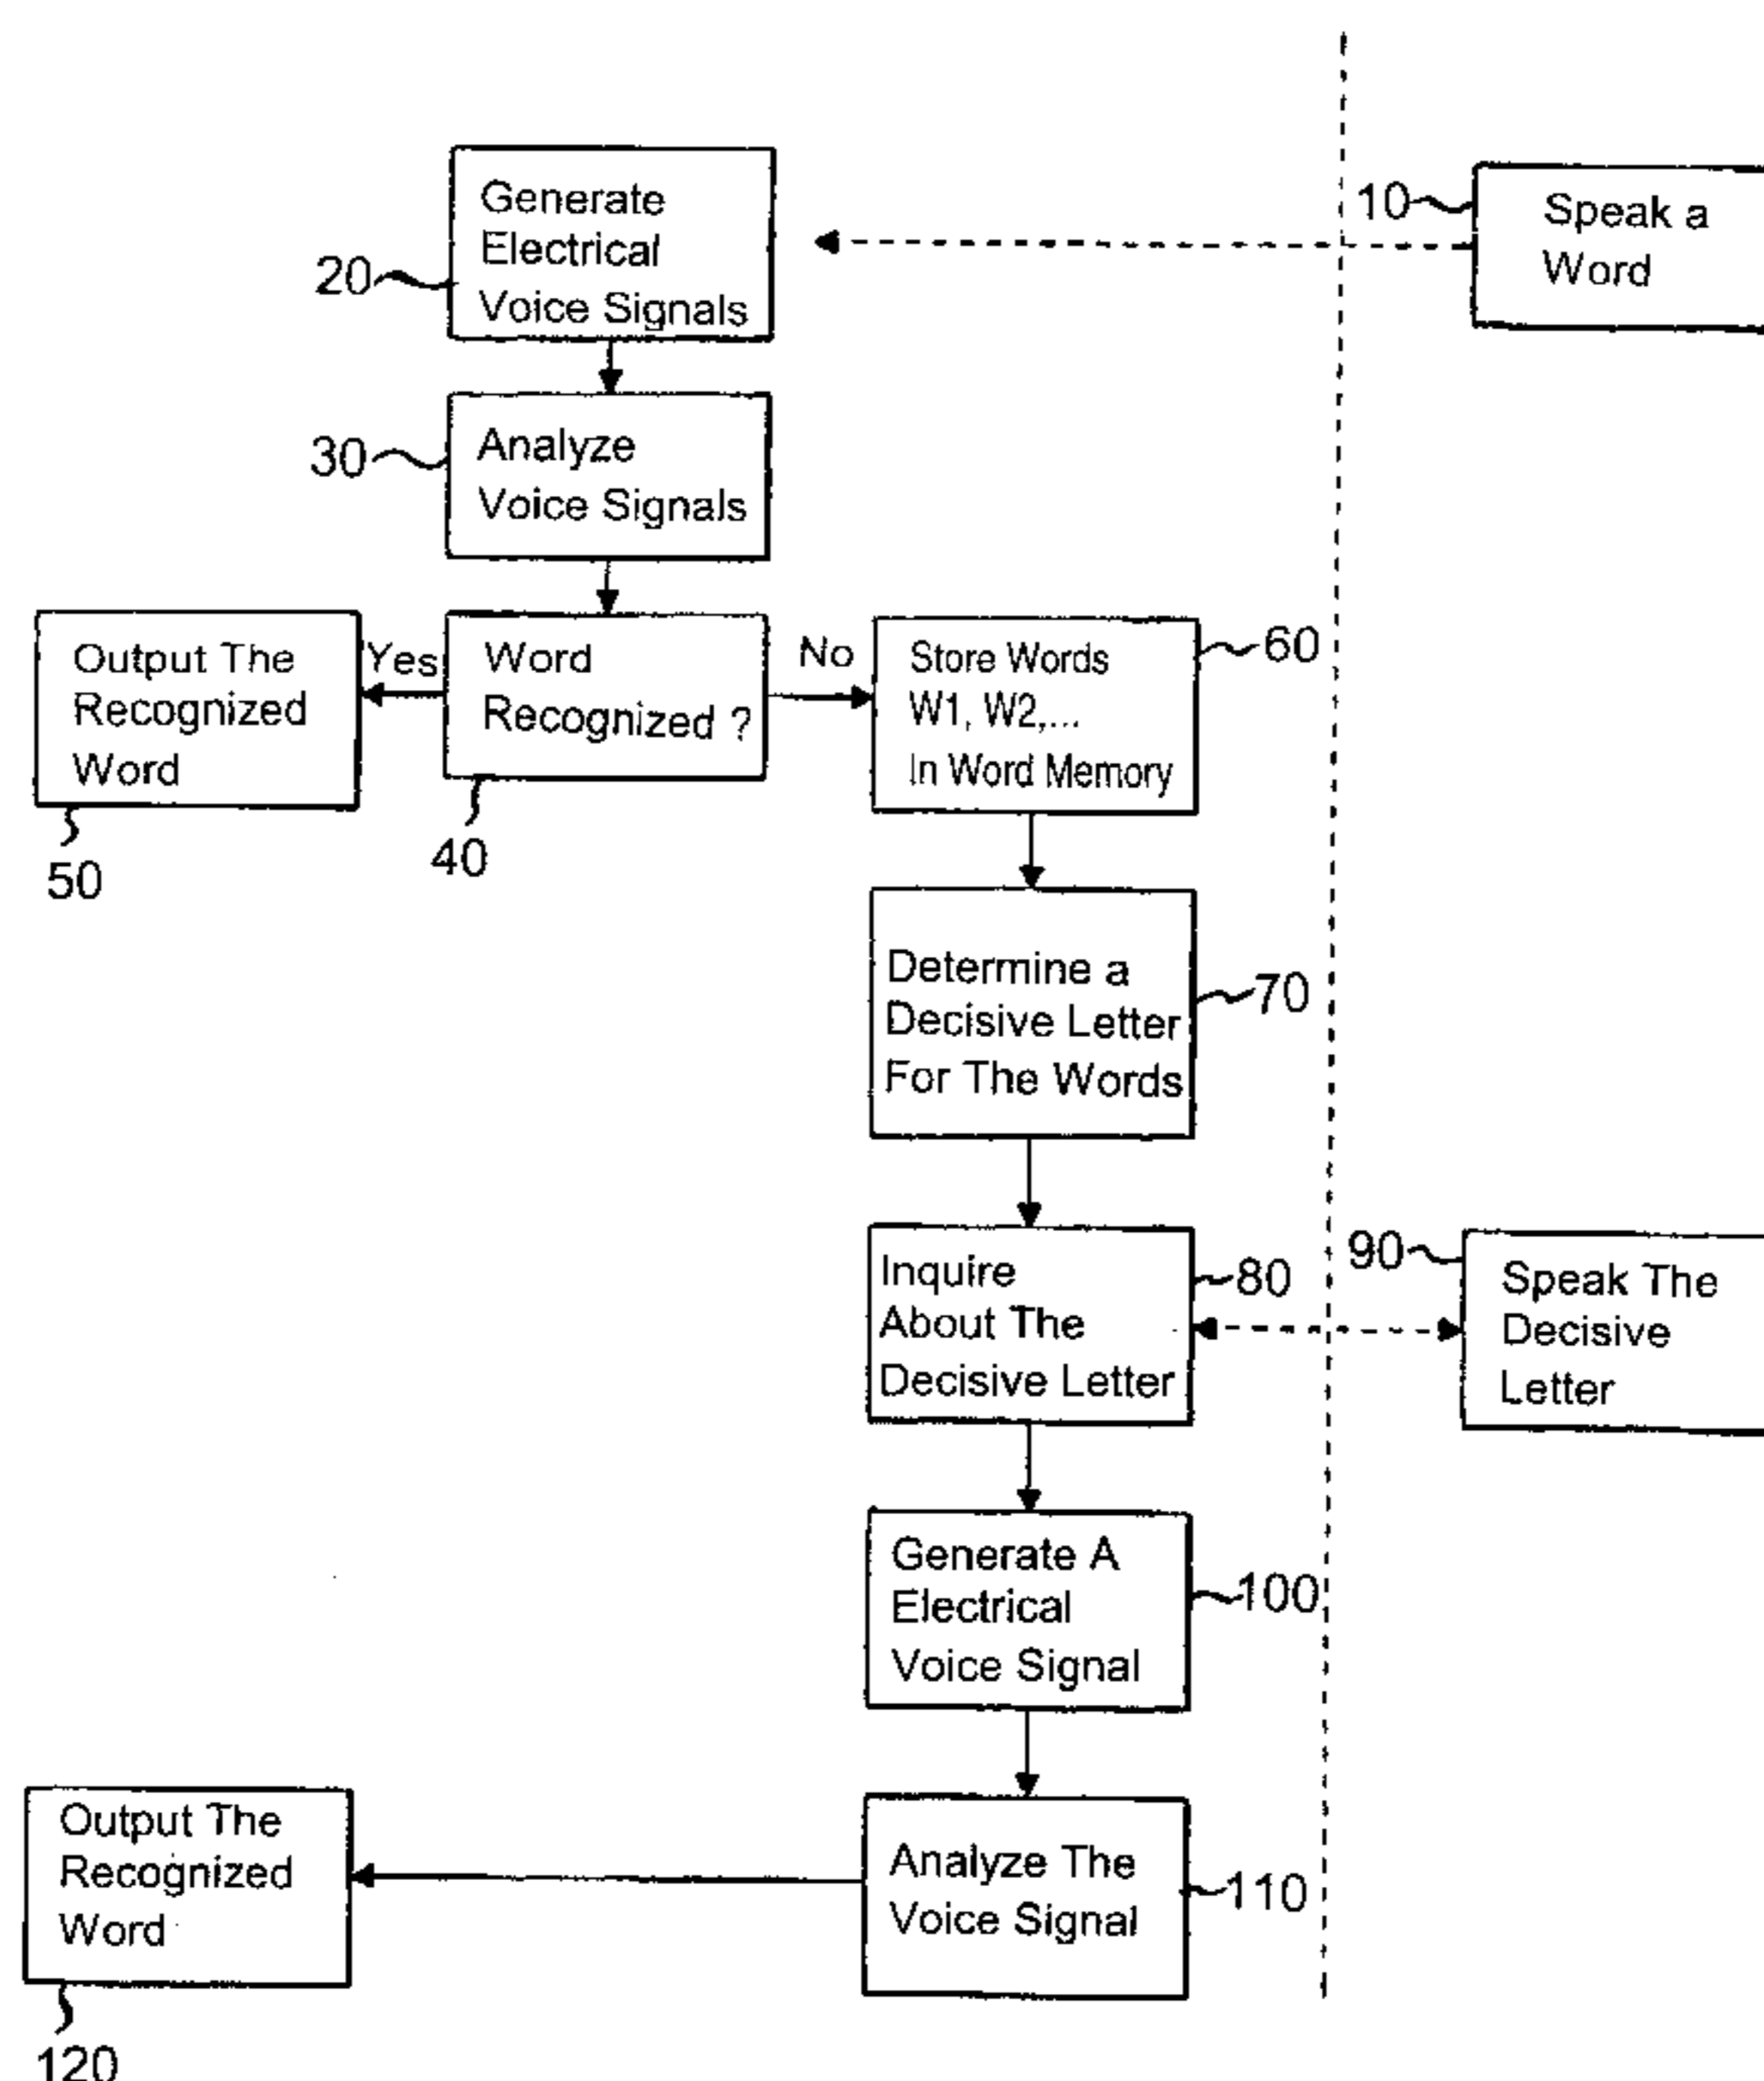 10
Speak a
Word
Generate
Electrical
Voice Signals
20
Analyze
Voice Signals
30
Word
Recognized ?
40
Yes
Output The
Recognized
Word
50
No
Store Words
W1, W2,...
In Word Memory
60
Determine a
Decisive Letter
For The Words
70
Inquire
About The
Decisive Letter
80
90
Speak The
Decisive
Letter
Generate A
Electrical
Voice Signal
100
Analyze The
Voice Signal
110
Output The
Recognized
Word
120